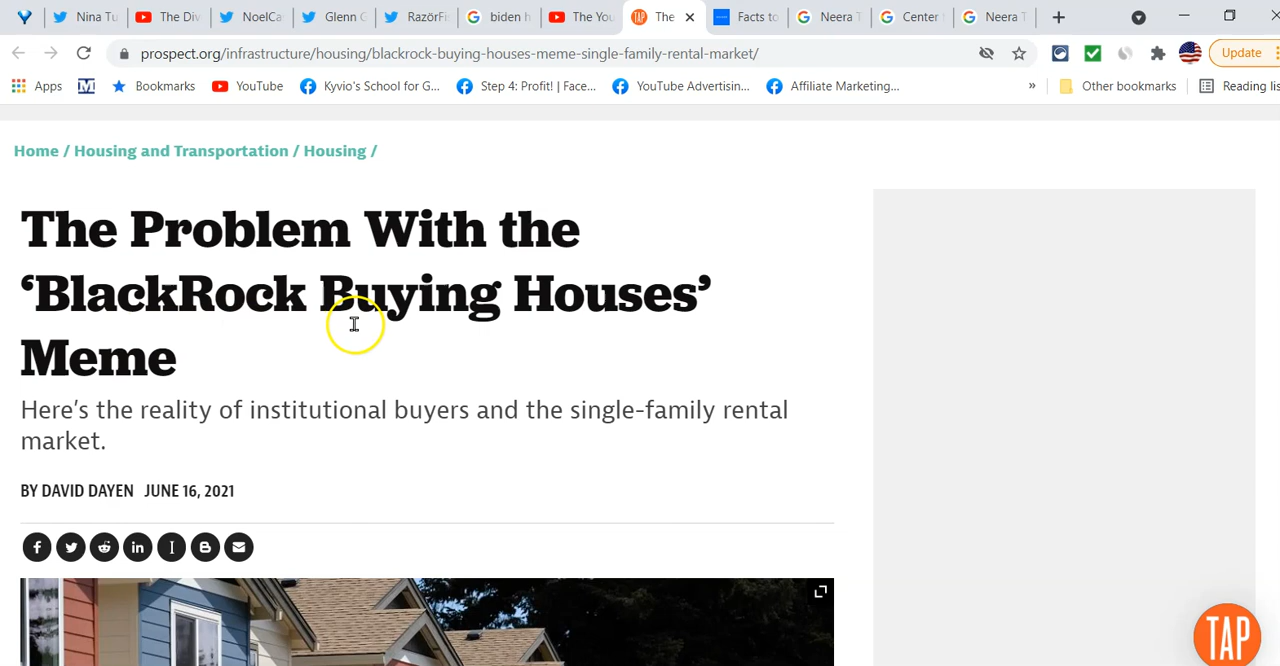 Nina Tu
The Div
NoelCa
Glenn G
RazörFi
biden h
The You
The
Facts to
Neera T
Center
Neera T
prospect.org/infrastructure/housing/blackrock-buying-houses-meme-single-family-rental-market/
Update
Apps
Bookmarks
YouTube
Kyvio's School for G...
Step 4: Profit! | Face...
YouTube Advertisin...
Affiliate Marketing...
»
Other bookmarks
Reading lis
Home / Housing and Transportation / Housing /
The Problem With the
‘BlackRock Buying Houses’
Meme
Here's the reality of institutional buyers and the single-family rental
market.
BY DAVID DAYEN JUNE 16, 2021
TAP